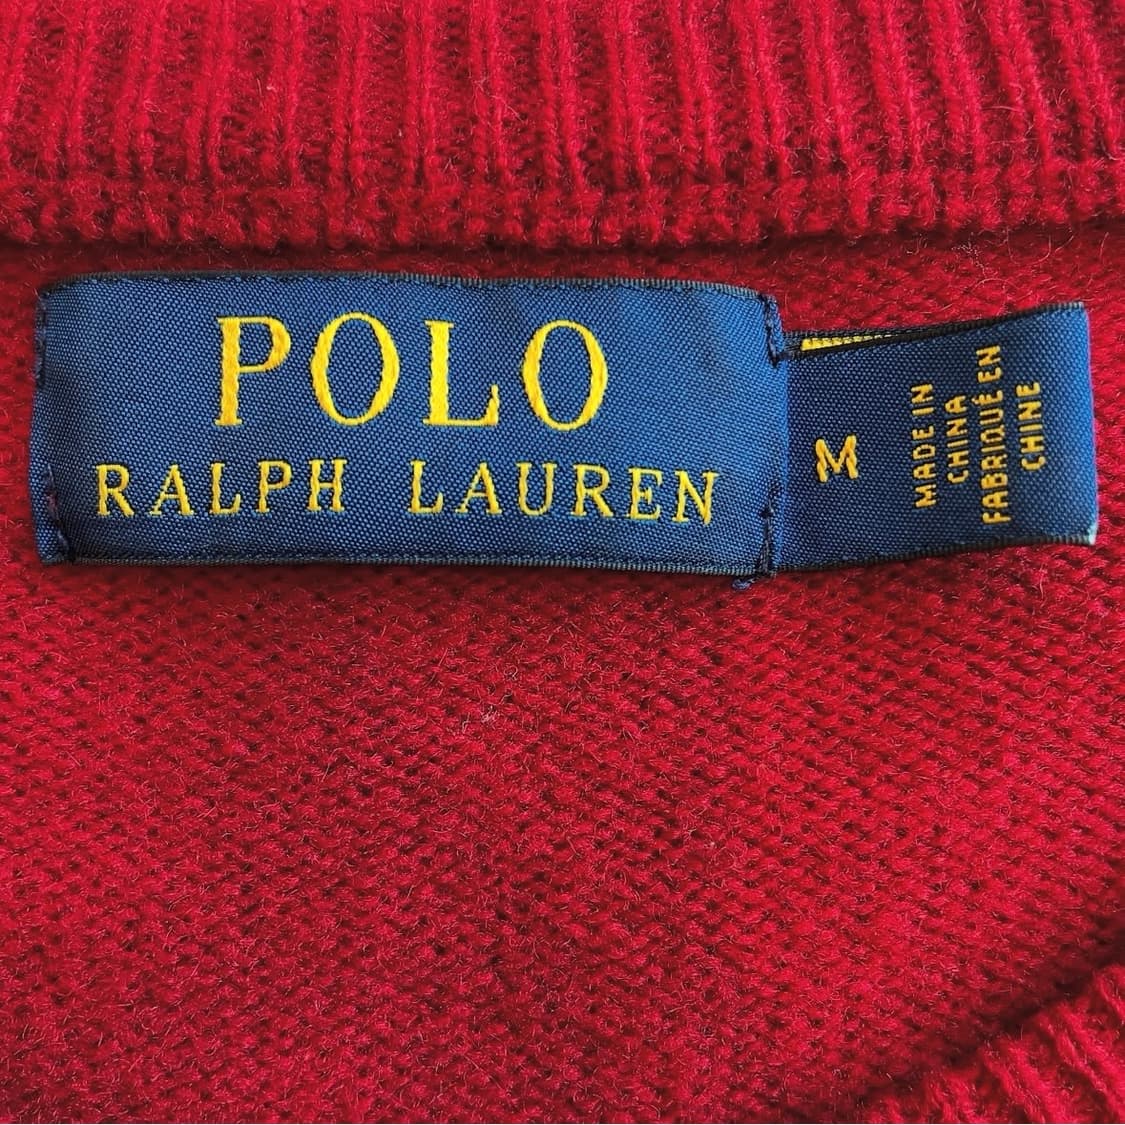 POLO
RALPH LAUREN
M
MADE IN
CHINA
FABRIQUÉ EN
CHINE